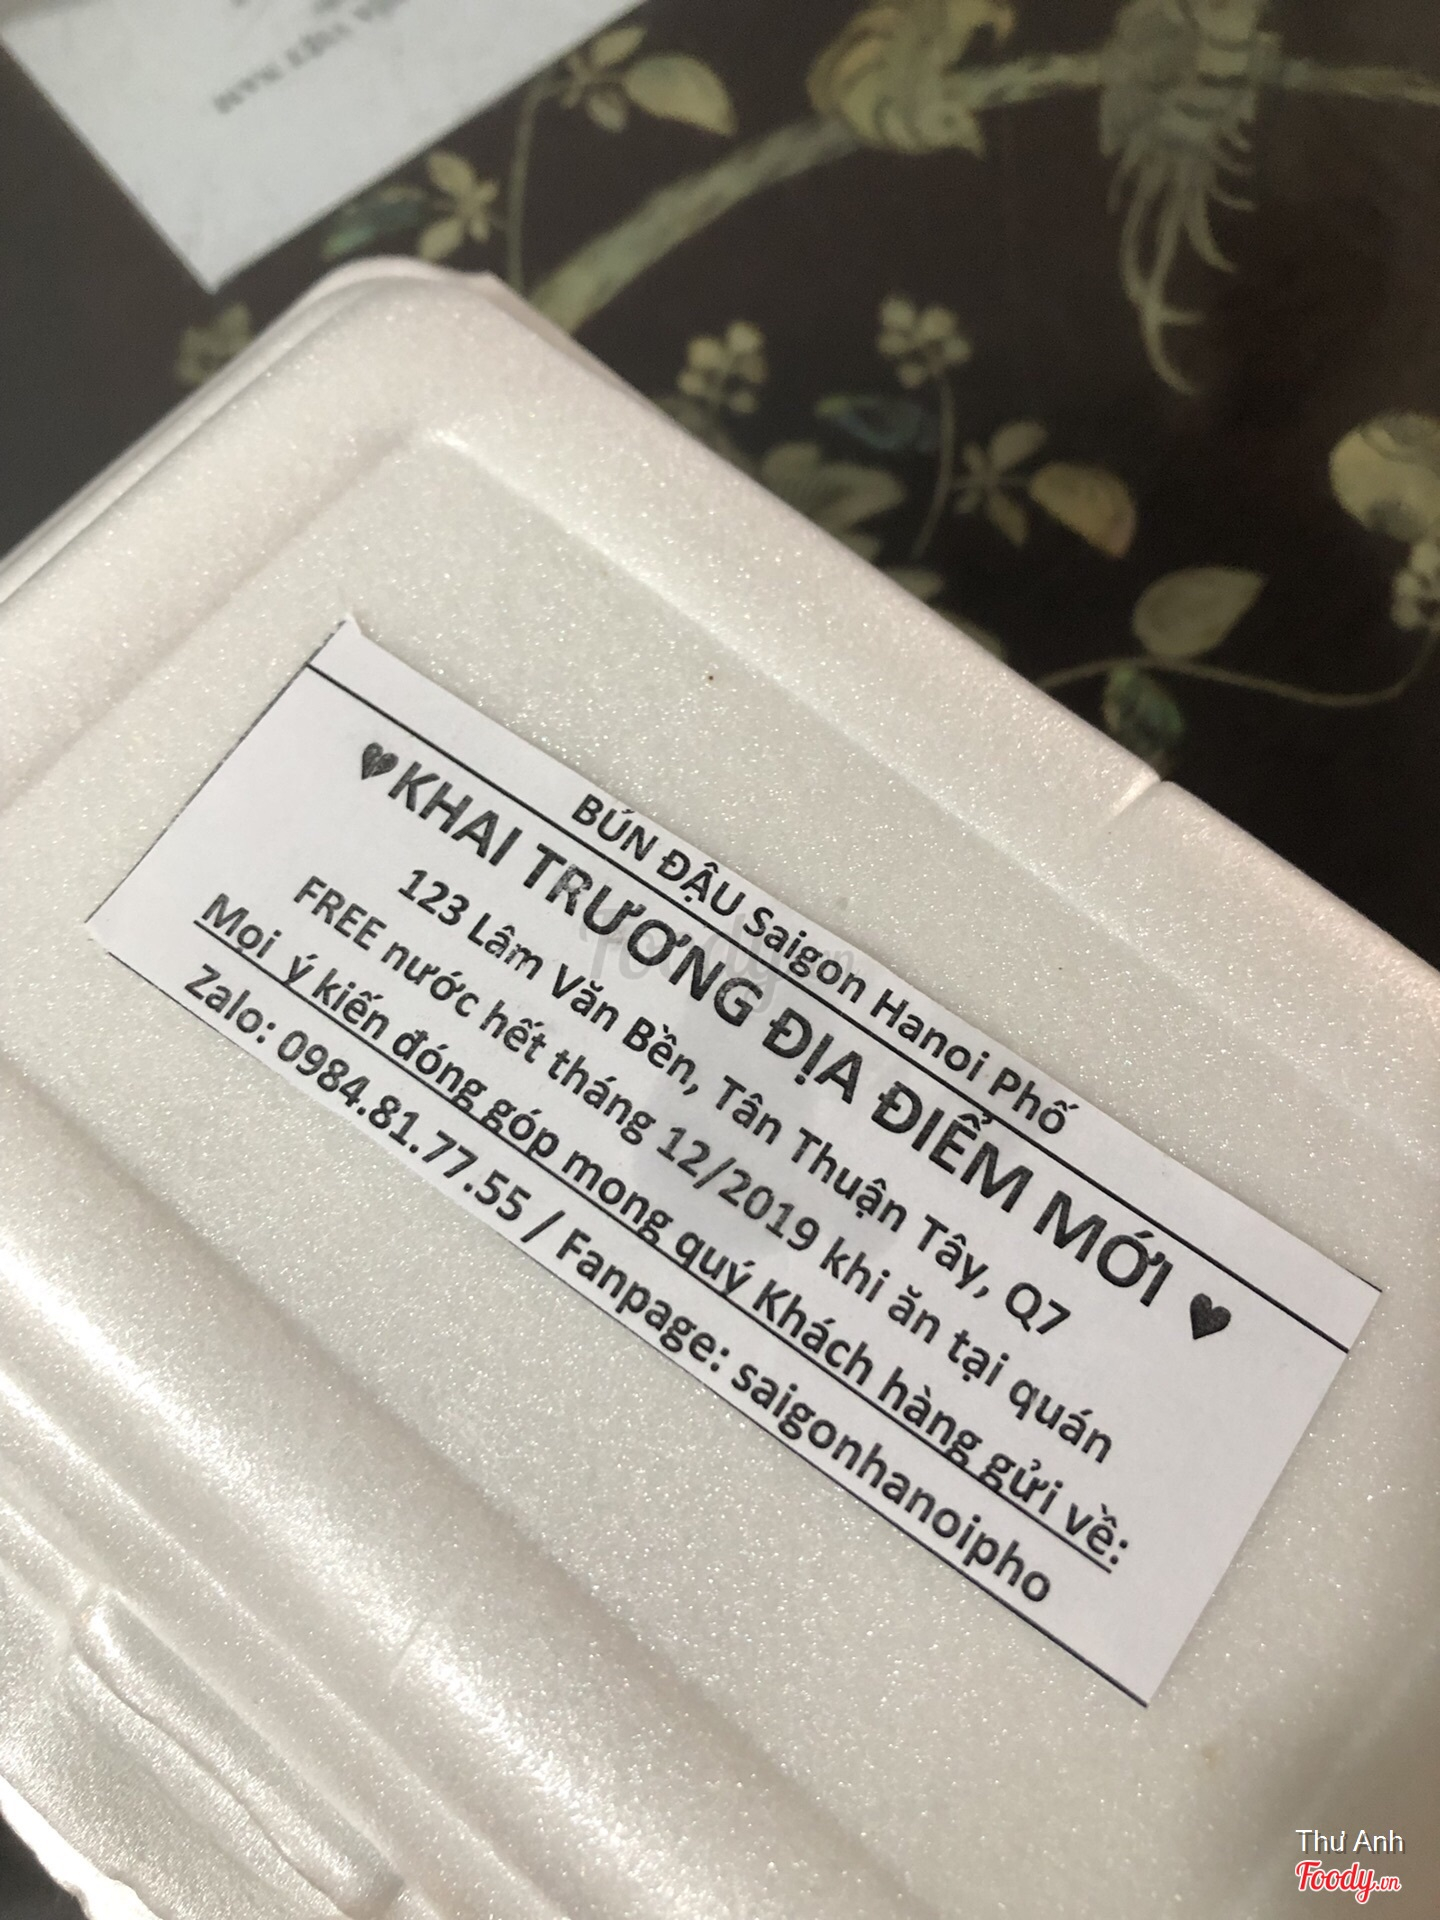 VIỆT NAM
BÚN ĐẬU Saigon Hanoi Phố
♥KHAI TRƯƠNG ĐỊA ĐIỂM MỚI ♥
123 Lâm Văn Bền, Tân Thuận Tây, Q7
FREE nước hết tháng 12/2019 khi ăn tại quán
Mọi ý kiến đóng góp mong quý Khách hàng gửi về:
Zalo: 0984.81.77.55 / Fanpage: saigonhanoipho
Thư Anh
Foody.vn